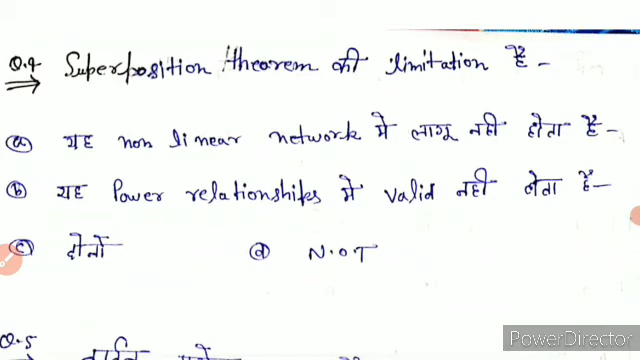 Q.4 Superposition theorem की limitation है -
(a) यह non linear network मे लागू नही होता है -
(b) यह Power relationships मे valid नही होता है -
(c) दोनो (d) N.O.T
Q.5
PowerDirector